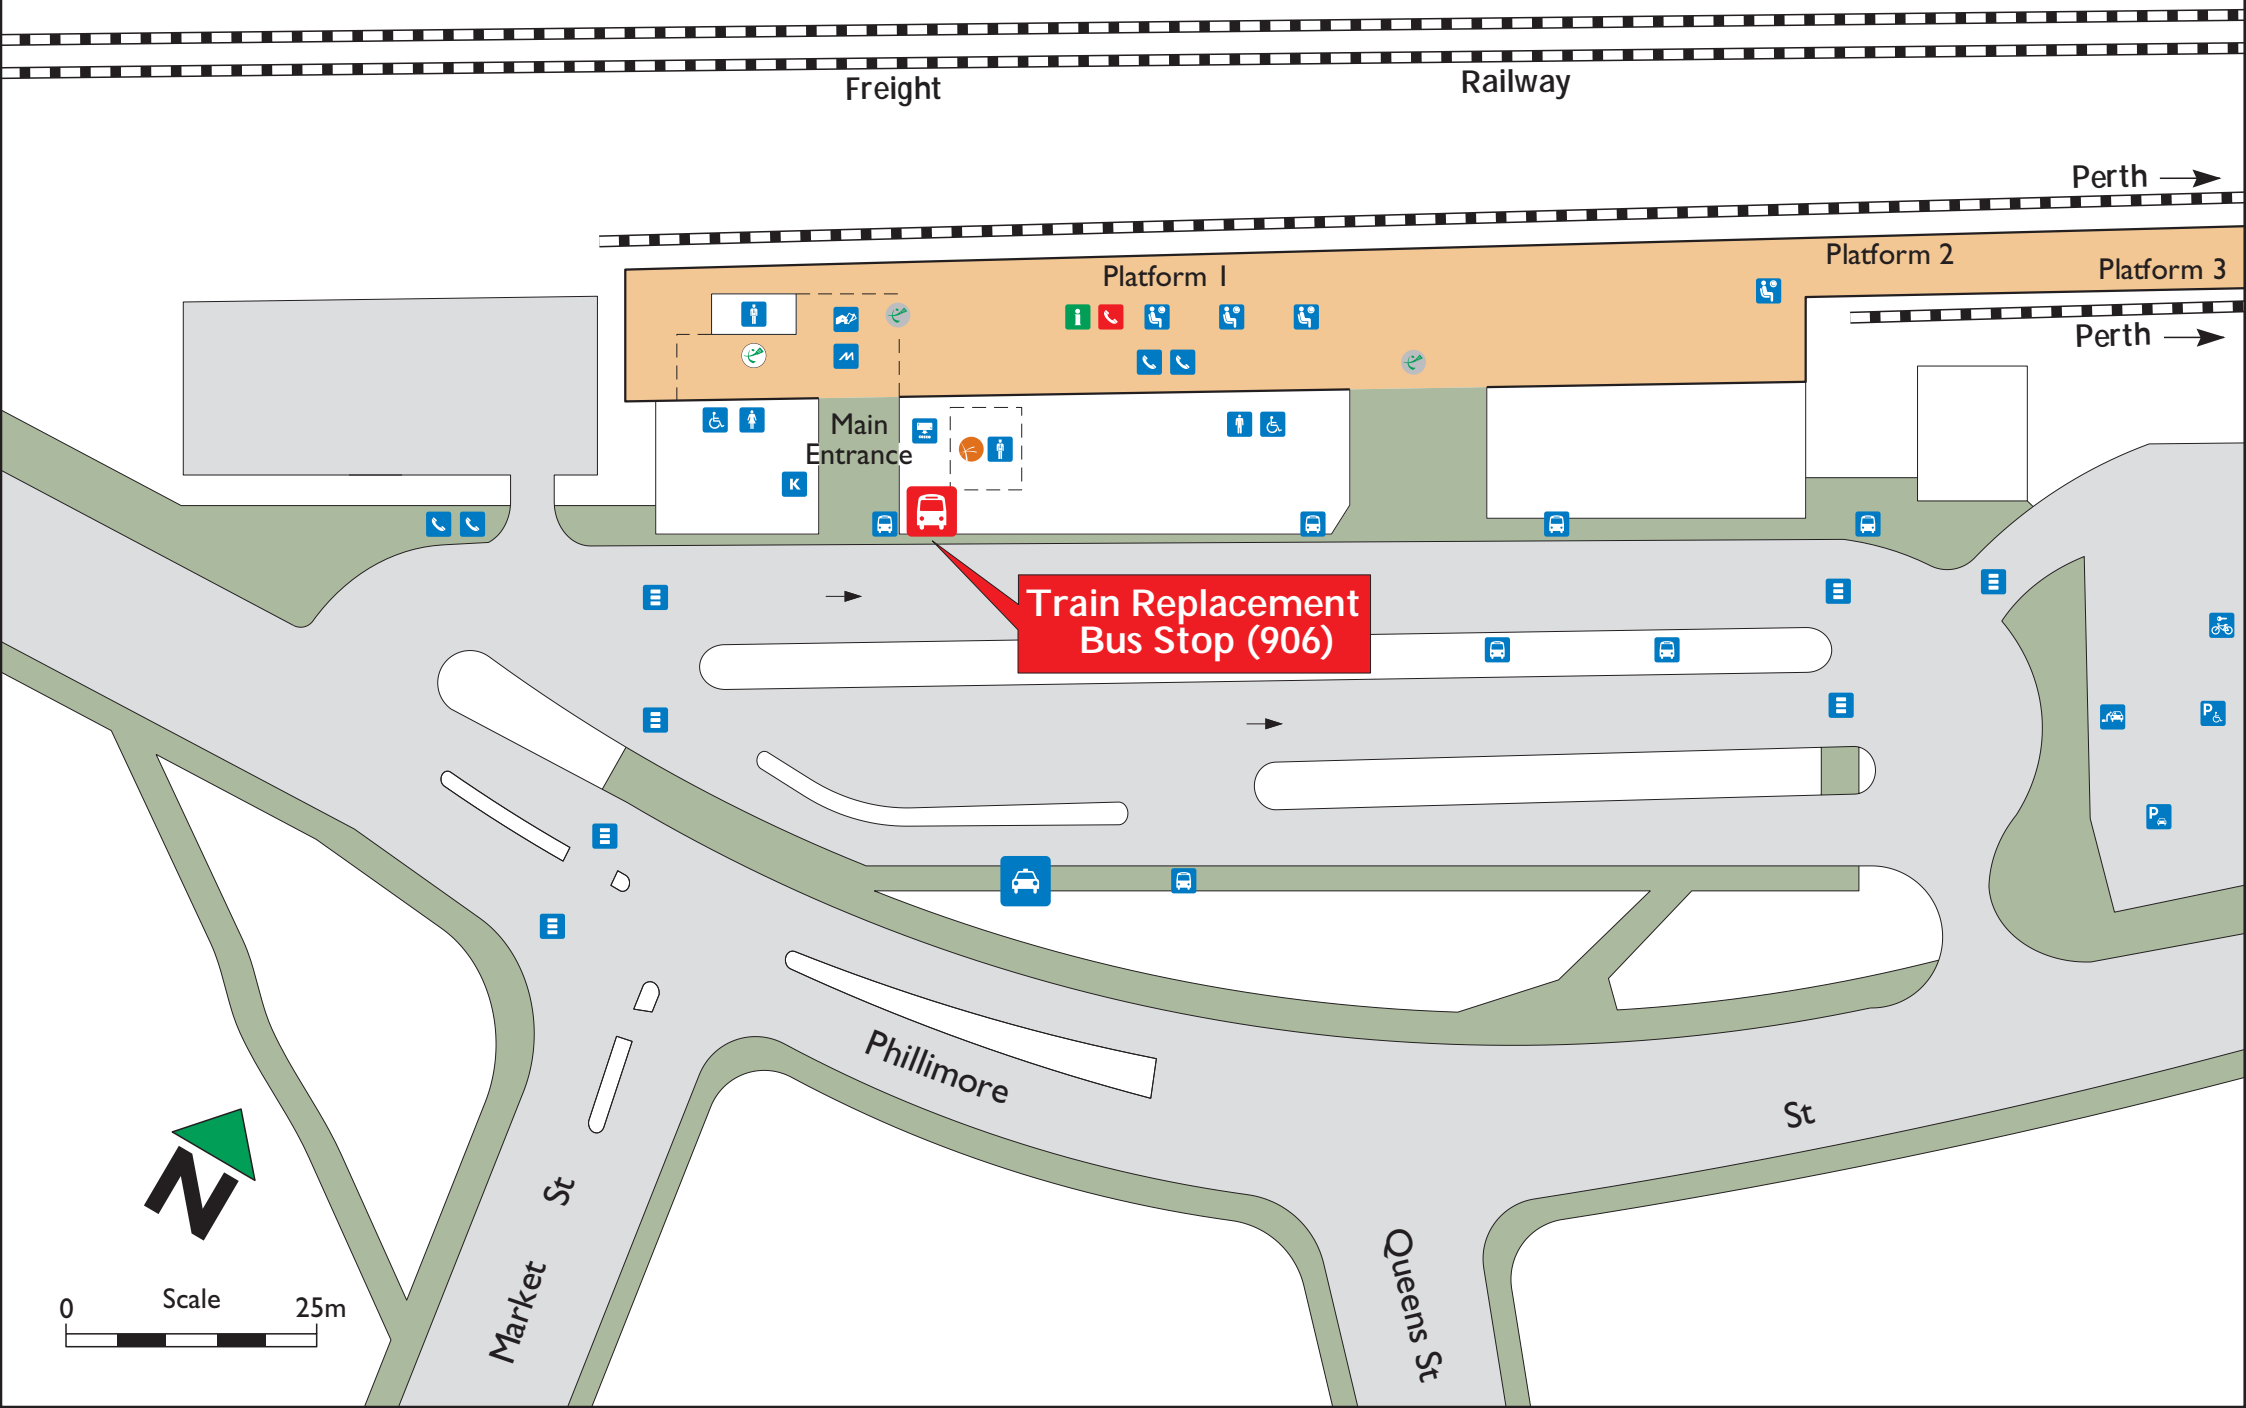 Freight
Railway
Perth
Platform 2
Platform 3
Platform 1
Perth
Main
Entrance
K
Train Replacement
Bus Stop (906)
P
P
Phillimore
St
St
Market
Queens St
N
Scale
0
25m